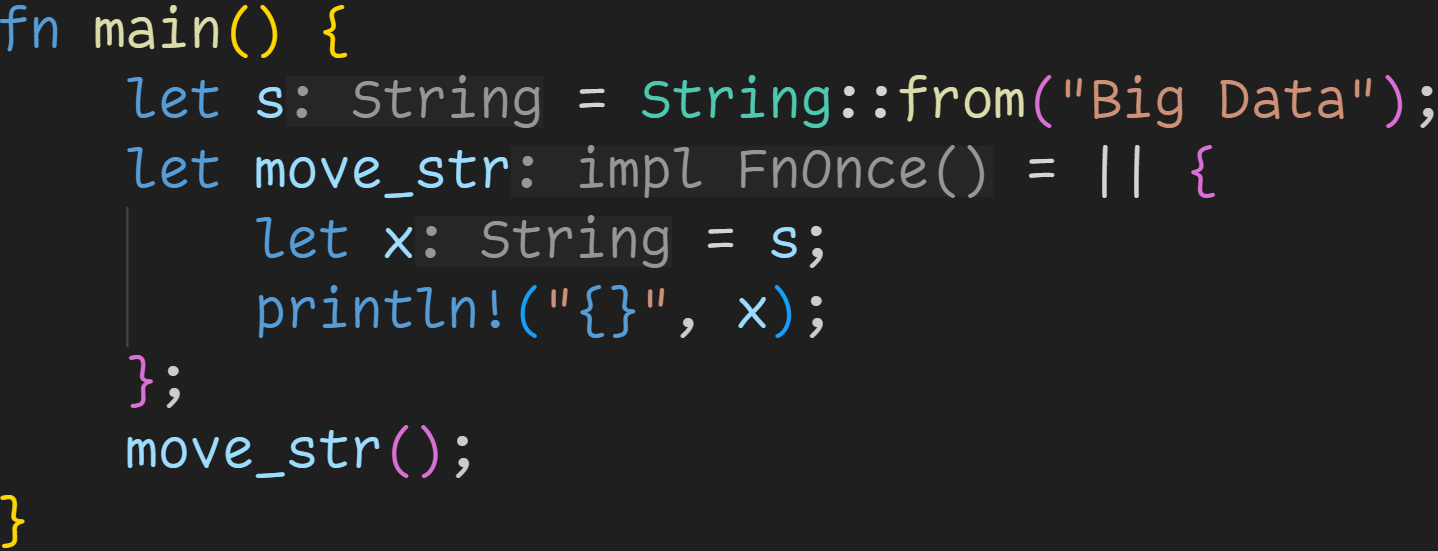 fn main() {
    let s: String = String::from("Big Data");
    let move_str: impl FnOnce() = || {
        let x: String = s;
        println!("{}", x);
    };
    move_str();
}